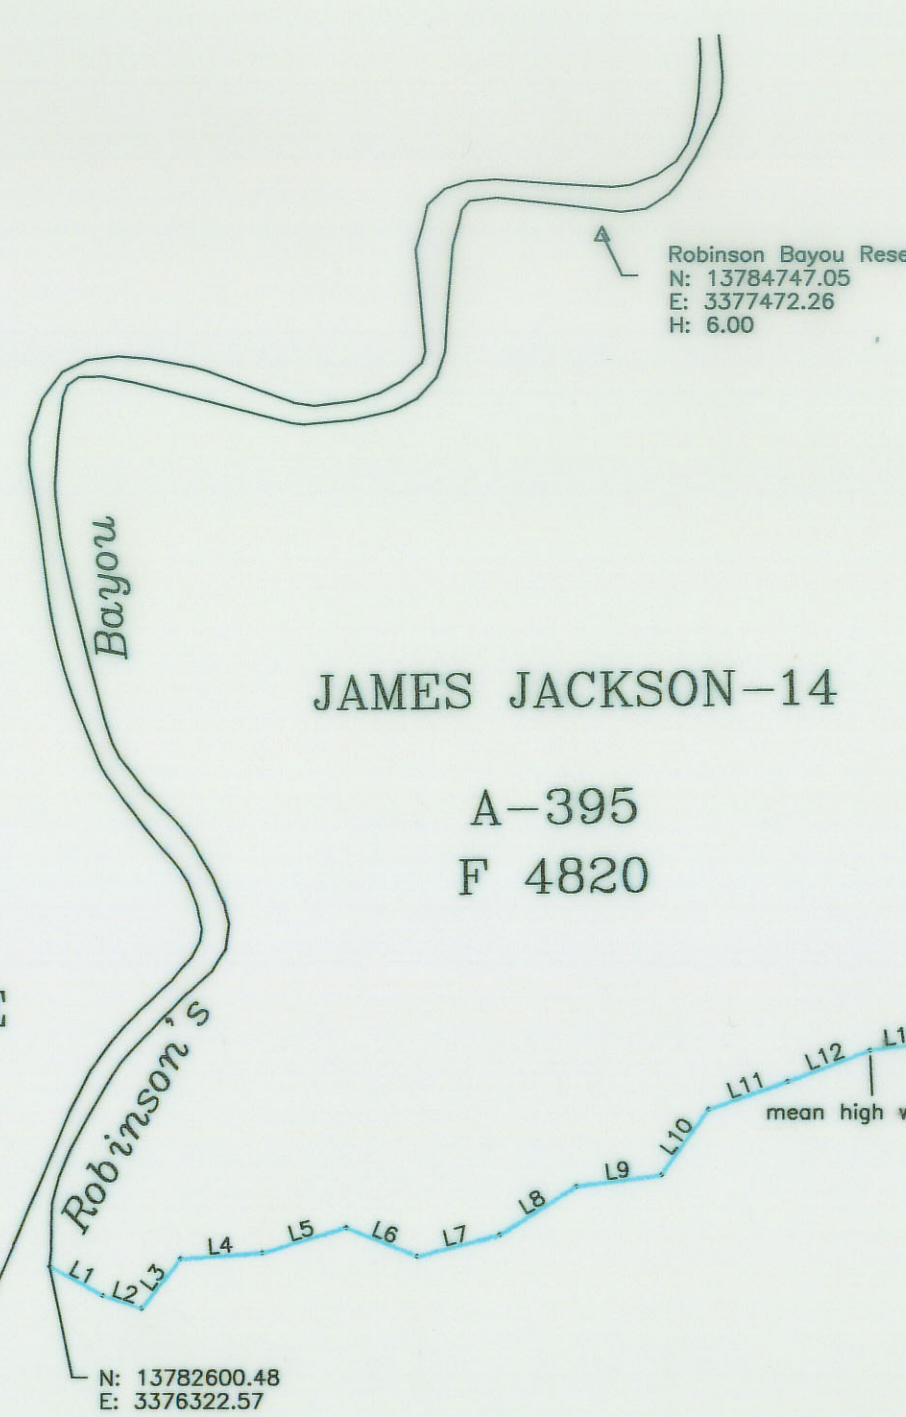 Robinson Bayou Rese
N: 13784747.05
E: 3377472.26
H: 6.00
Bayou
JAMES JACKSON-14
A-395
F 4820
E
Robinson's
L1
L2
L3
L4
L5
L6
L7
L8
L9
L10
L11
L12
L1
mean high w
N: 13782600.48
E: 3376322.57